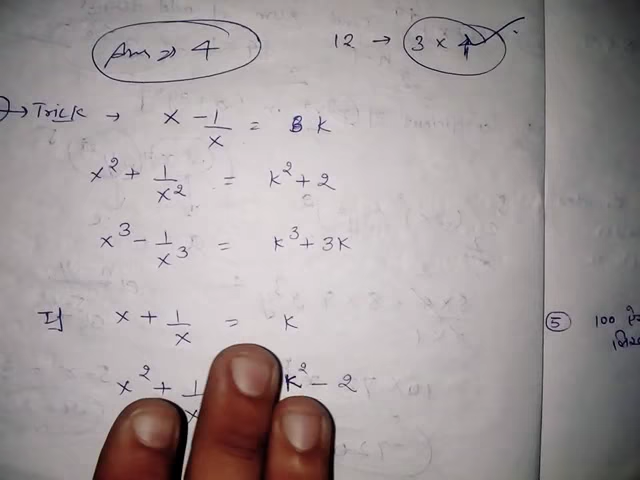 Ans => 4
12 → 3 × 4
→ Trick → x - 1/x = K
x² + 1/x² = K² + 2
x³ - 1/x³ = K³ + 3K
If x + 1/x = K
x² + 1/x K² - 2
5 100